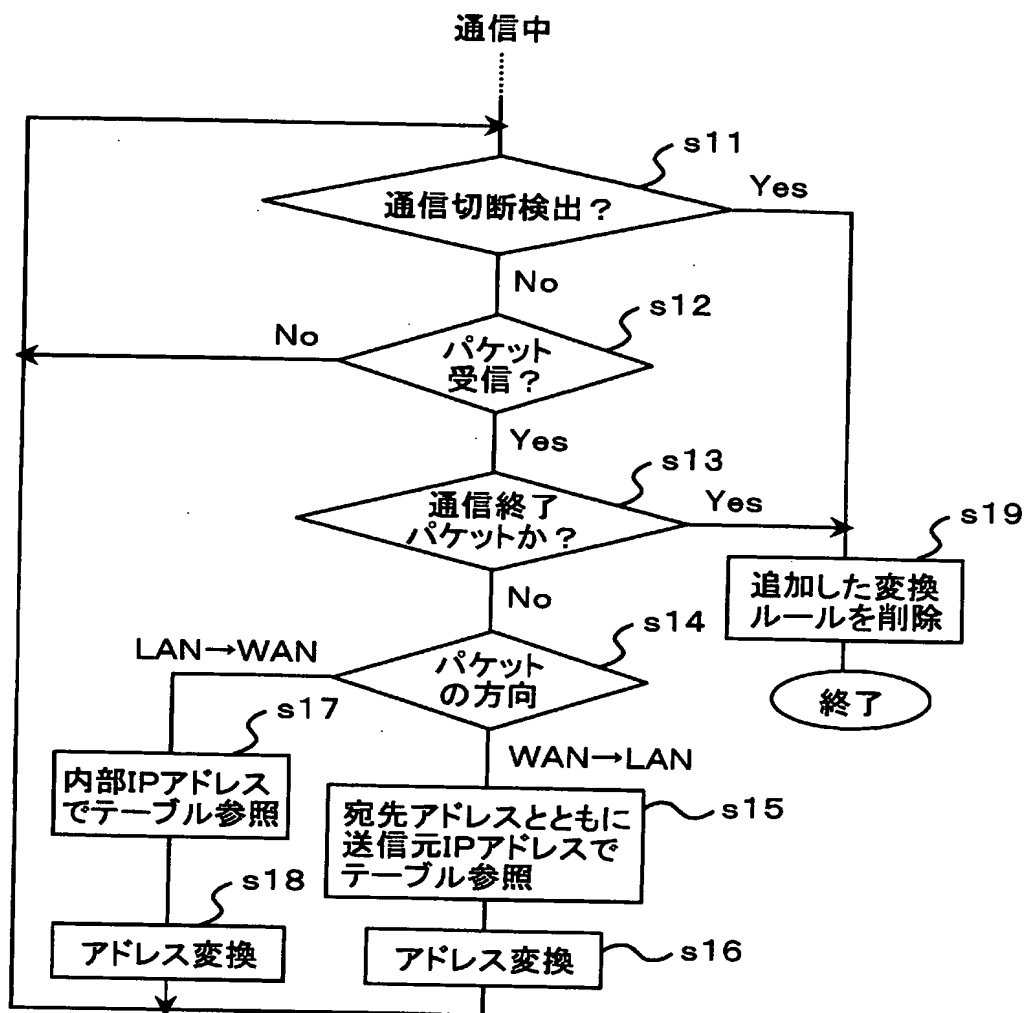 通信中
s11
通信切断検出?
Yes
No
s12
パケット
受信?
No
Yes
s13
通信終了
パケットか?
Yes
No
s19
追加した変換
ルールを削除
終了
s14
パケット
の方向
LAN→WAN
WAN→LAN
s17
内部IPアドレス
でテーブル参照
s15
宛先アドレスとともに
送信元IPアドレスで
テーブル参照
s18
アドレス変換
s16
アドレス変換